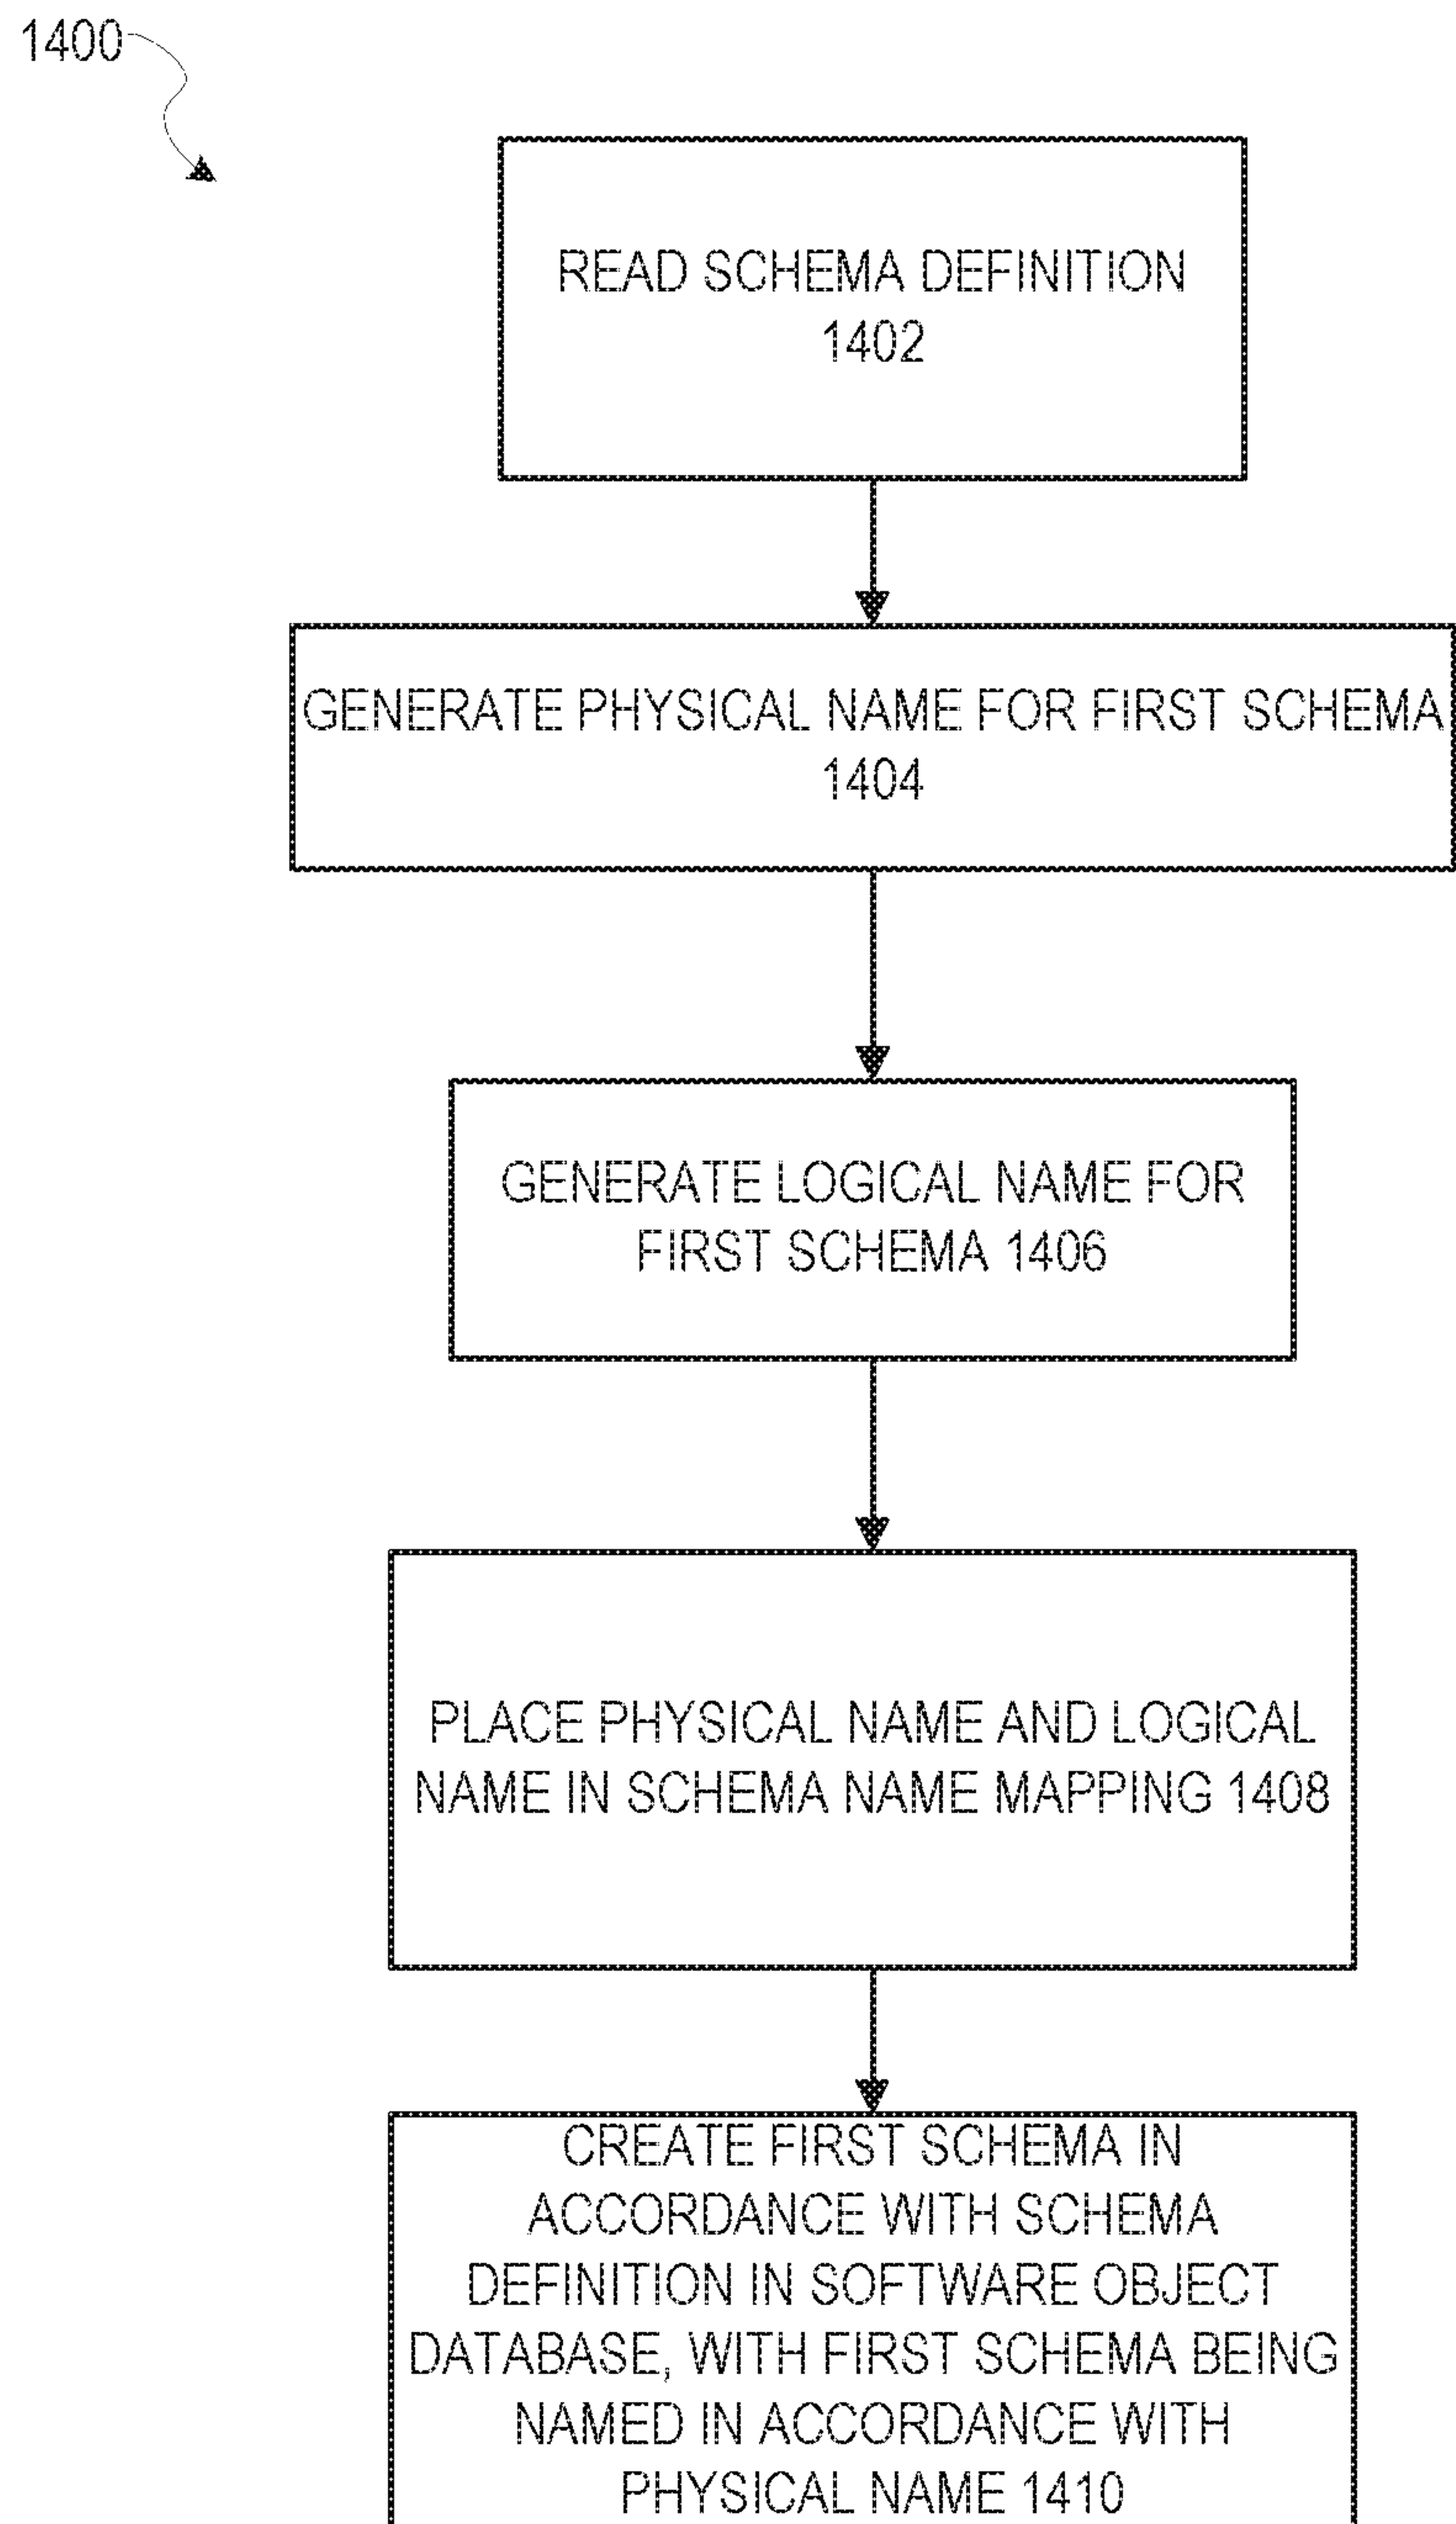 1400
READ SCHEMA DEFINITION
1402
GENERATE PHYSICAL NAME FOR FIRST SCHEMA
1404
GENERATE LOGICAL NAME FOR
FIRST SCHEMA 1406
PLACE PHYSICAL NAME AND LOGICAL
NAME IN SCHEMA NAME MAPPING 1408
CREATE FIRST SCHEMA IN
ACCORDANCE WITH SCHEMA
DEFINITION IN SOFTWARE OBJECT
DATABASE, WITH FIRST SCHEMA BEING
NAMED IN ACCORDANCE WITH
PHYSICAL NAME 1410